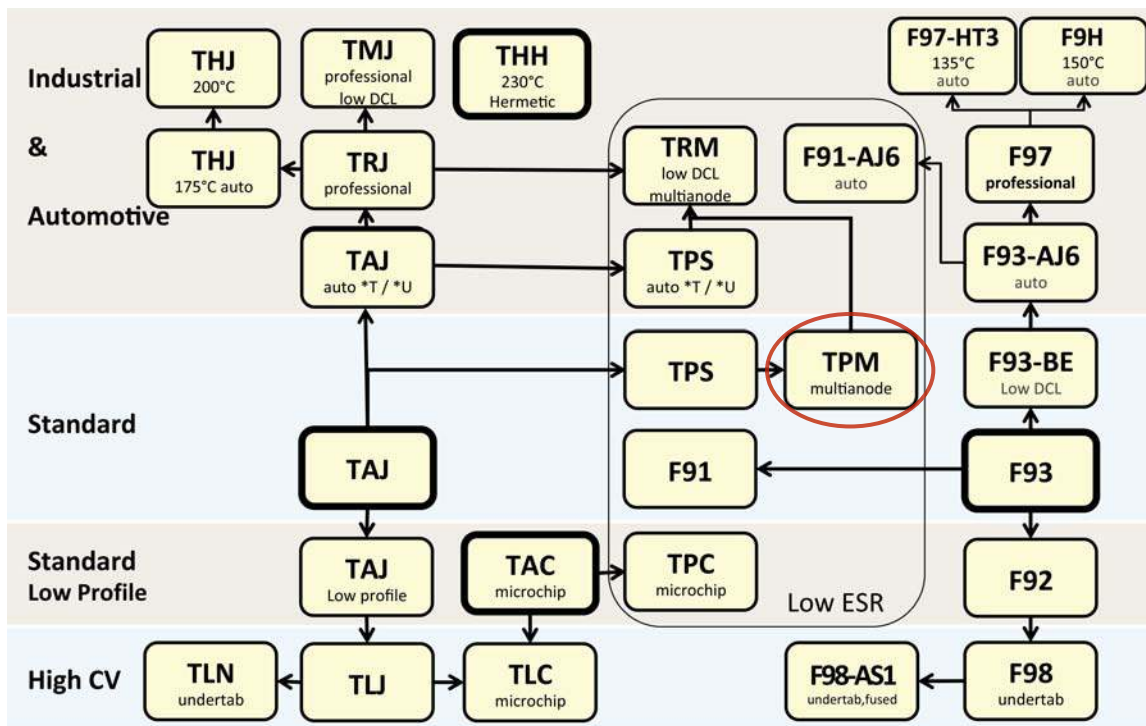 Industrial
&
Automotive
THJ
200°C
TMJ
professional
low DCL
THH
230°C
Hermetic
F97-HT3
135°C
auto
F9H
150°C
auto
THJ
175°C auto
TRJ
professional
TRM
low DCL
multianode
F91-AJ6
auto
F97
professional
TAJ
auto *T / *U
TPS
auto *T / *U
F93-AJ6
auto
Standard
TPS
TPM
multianode
F93-BE
Low DCL
TAJ
F91
F93
Standard
Low Profile
TAJ
Low profile
TAC
microchip
TPC
microchip
Low ESR
F92
High CV
TLN
undertab
TLJ
TLC
microchip
F98-AS1
undertab,fused
F98
undertab